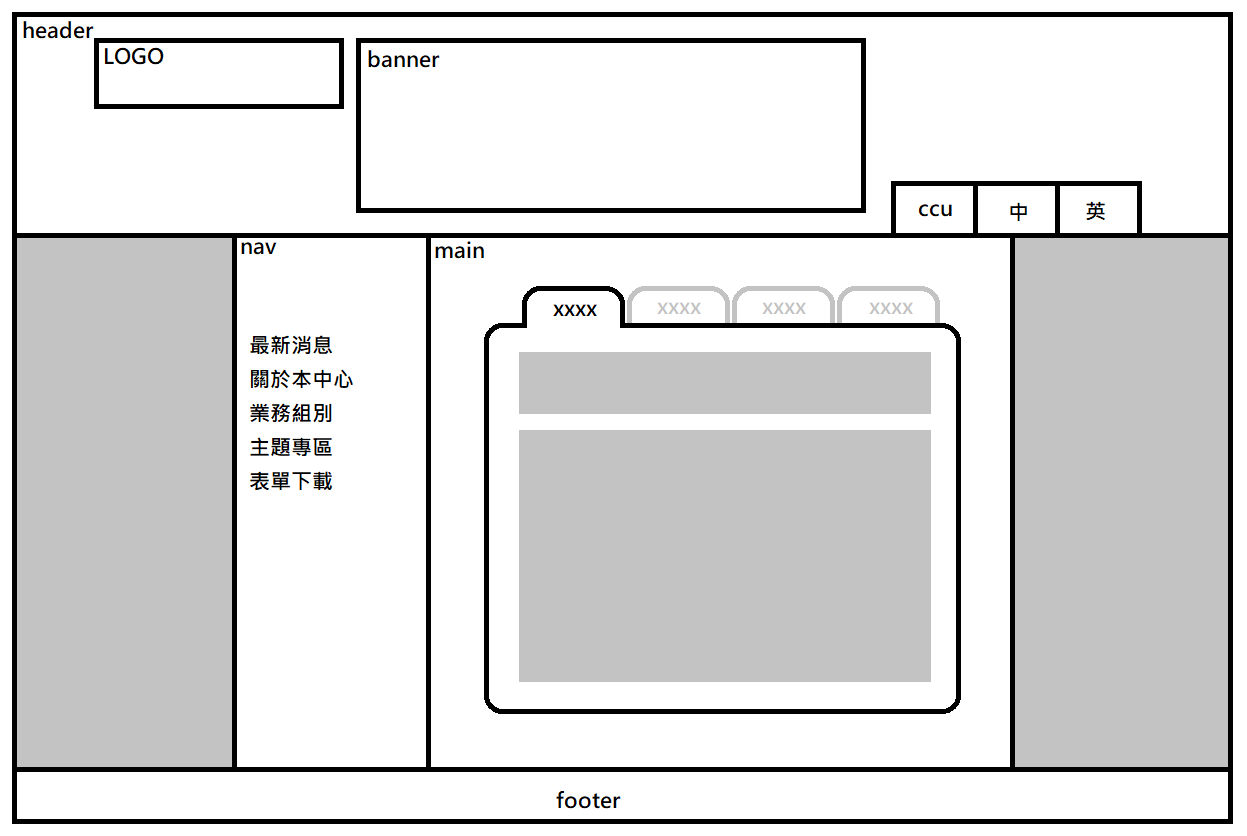 header
LOGO
banner
ccu
中
英
nav
main
xxxx
xxxx
xxxx
xxxx
最新消息
關於本中心
業務組別
主題專區
表單下載
footer